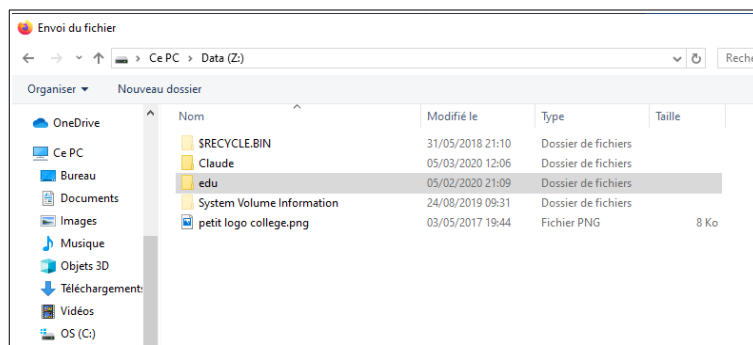 Envoi du fichier
Ce PC > Data (Z:)
Reche
Organiser Nouveau dossier
Nom Modifié le Type Taille
OneDrive
Ce PC
Bureau
Documents
Images
Musique
Objets 3D
Téléchargement:
Vidéos
OS (C:)
$RECYCLE.BIN 31/05/2018 21:10 Dossier de fichiers
Claude 05/03/2020 12:06 Dossier de fichiers
edu 05/02/2020 21:09 Dossier de fichiers
System Volume Information 24/08/2019 09:31 Dossier de fichiers
petit logo college.png 03/05/2017 19:44 Fichier PNG 8 Ko